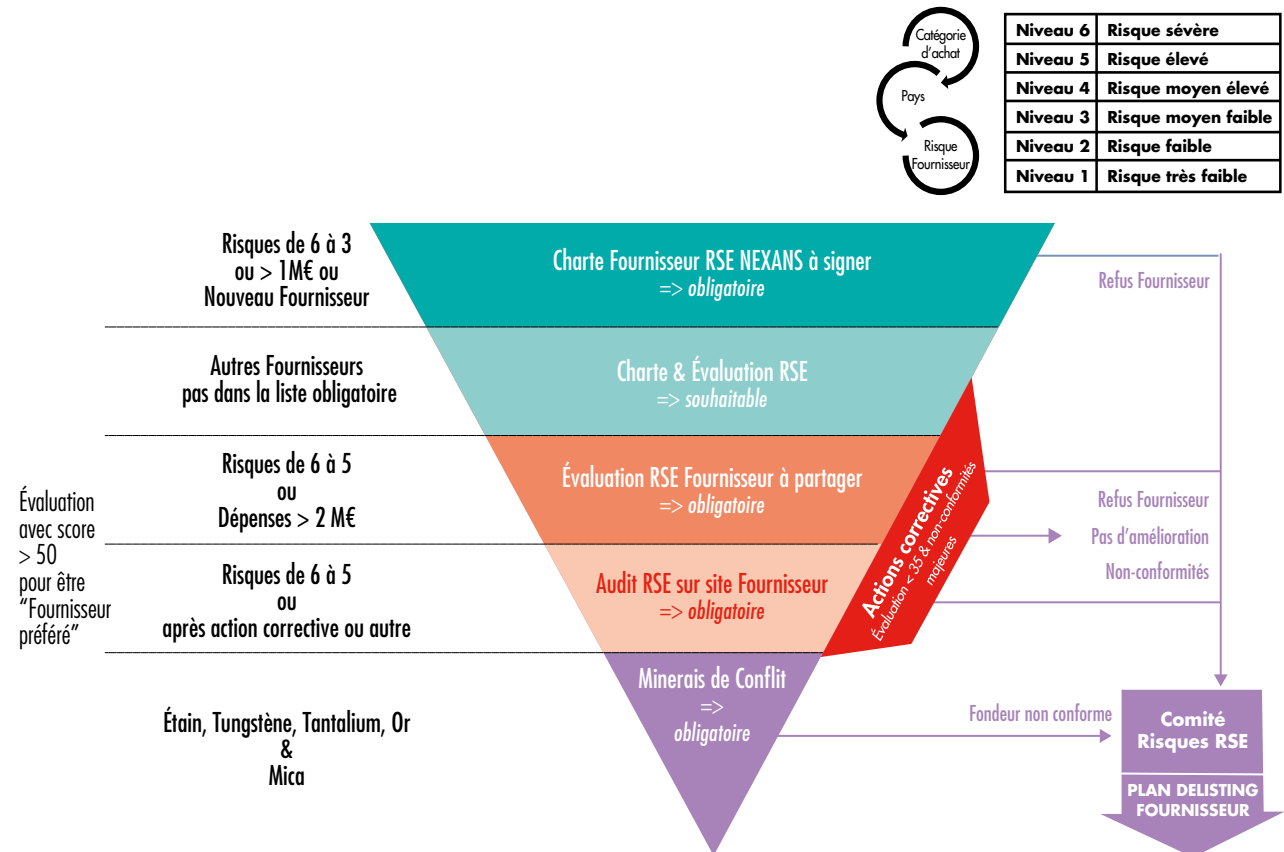 Catégorie
d'achat
Pays
Risque
Fournisseur
Niveau 6 Risque sévère
Niveau 5 Risque élevé
Niveau 4 Risque moyen élevé
Niveau 3 Risque moyen faible
Niveau 2 Risque faible
Niveau 1 Risque très faible
Risques de 6 à 3
ou > 1M€ ou
Nouveau Fournisseur
Charte Fournisseur RSE NEXANS à signer
=> obligatoire
Refus Fournisseur
Autres Fournisseurs
pas dans la liste obligatoire
Charte & Évaluation RSE
=> souhaitable
Évaluation
avec score
> 50
pour être
“Fournisseur
préféré”
Risques de 6 à 5
ou
Dépenses > 2 M€
Évaluation RSE Fournisseur à partager
=> obligatoire
Risques de 6 à 5
ou
après action corrective ou autre
Audit RSE sur site Fournisseur
=> obligatoire
Actions correctives
Évaluation < 35 & non-conformités
majeures
Refus Fournisseur
Pas d'amélioration
Non-conformités
Étain, Tungstène, Tantalium, Or
&
Mica
Minerais de Conflit
=>
obligatoire
Fondeur non conforme
Comité
Risques RSE
PLAN DELISTING
FOURNISSEUR